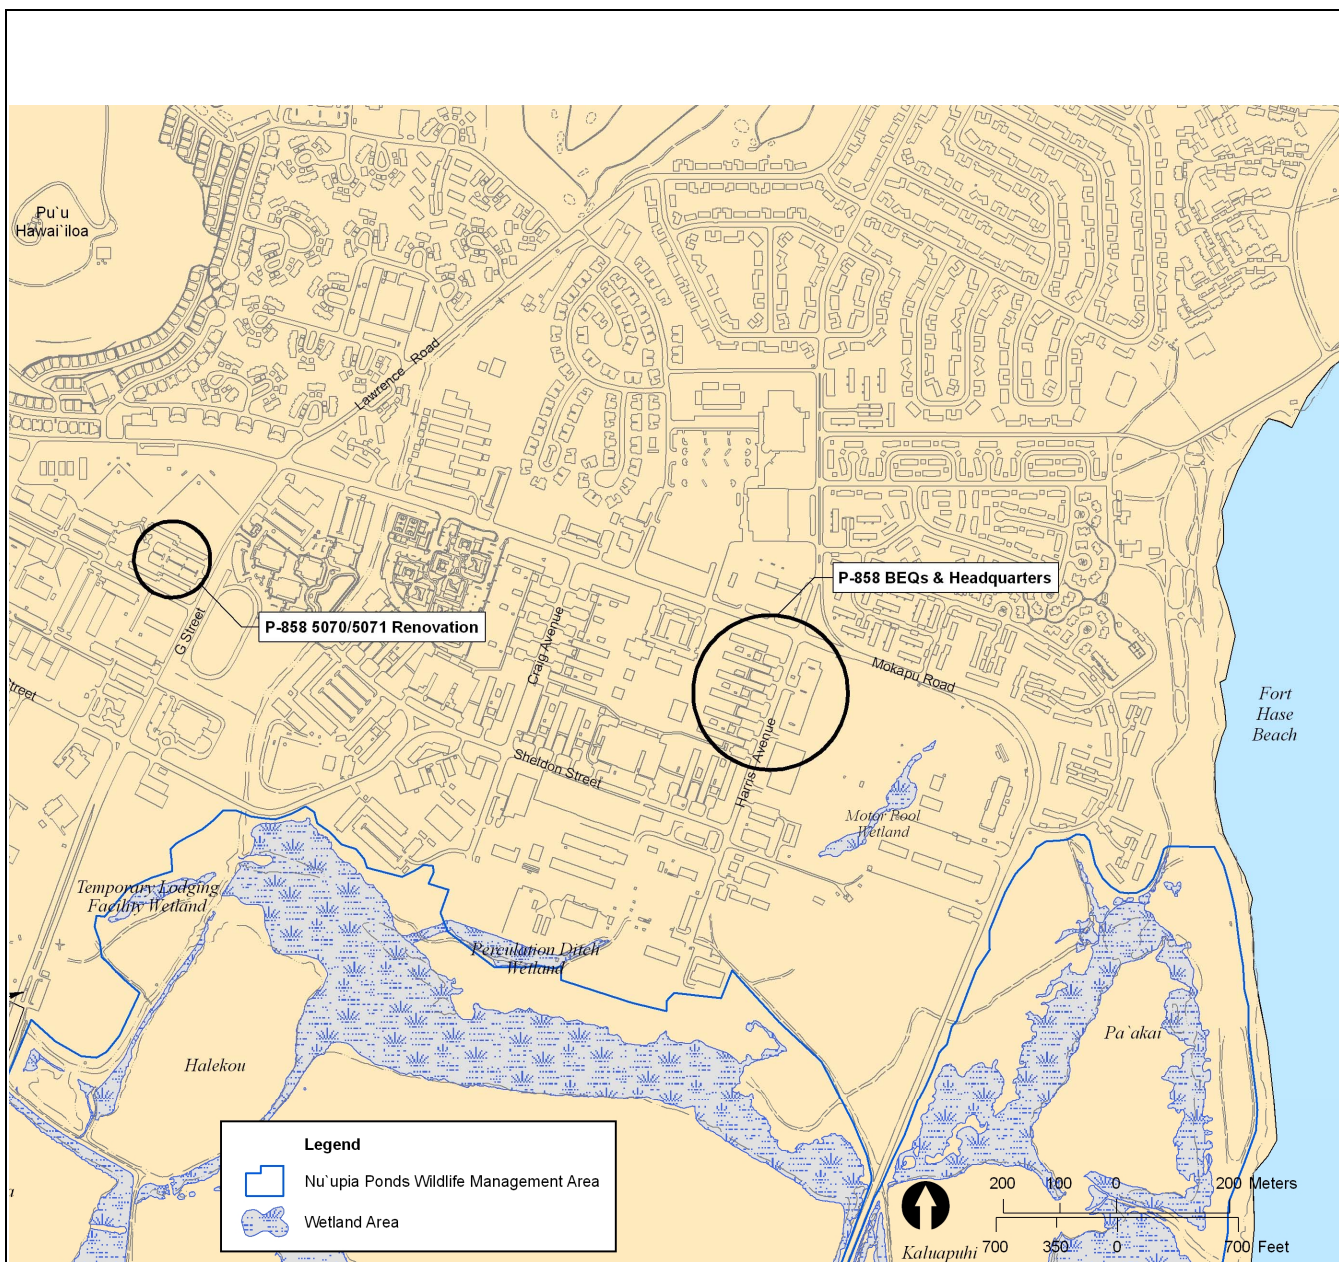 Pu`u
Hawai`iloa
Lawrence Road
P-858 BEQs & Headquarters
P-858 5070/5071 Renovation
G Street
Craig Avenue
Mokapu Road
Street
Fort
Hase
Beach
Harris Avenue
Sheldon Street
Motor Pool
Wetland
Temporary Lodging
Facility Wetland
Perculation Ditch
Wetland
Halekou
Pa`akai
Legend
Nu`upia Ponds Wildlife Management Area
Wetland Area
a
Kaluapuhi
200 100 0 200 Meters
700 350 0 700 Feet